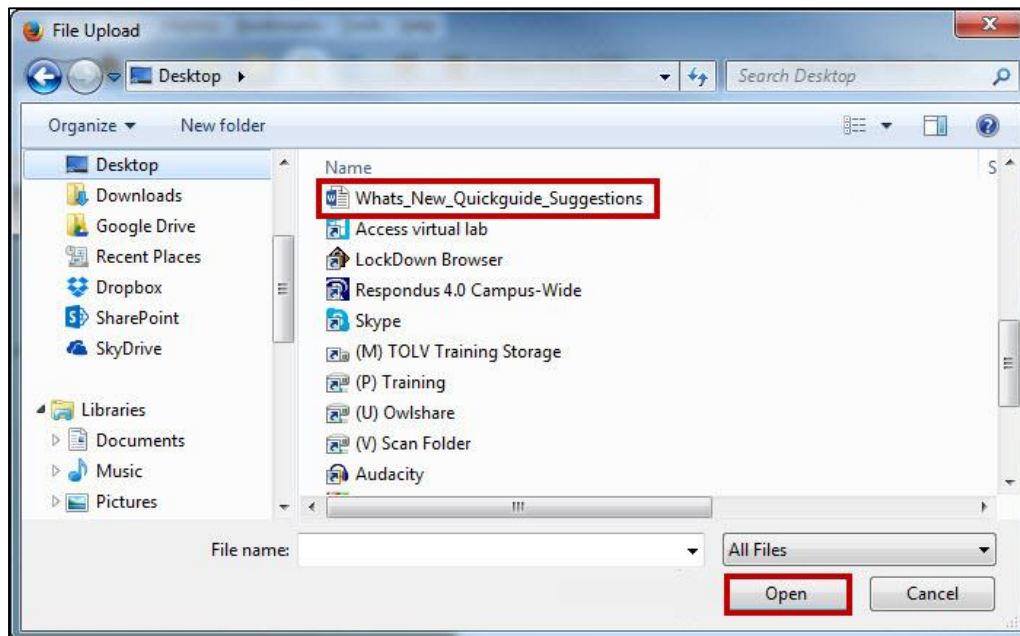 File Upload
Desktop
Search Desktop
Organize
New folder
Desktop
Downloads
Google Drive
Recent Places
Dropbox
SharePoint
SkyDrive
Libraries
Documents
Music
Pictures
Name
S
Whats_New_Quickguide_Suggestions
Access virtual lab
LockDown Browser
Respondus 4.0 Campus-Wide
Skype
(M) TOLV Training Storage
(P) Training
(U) Owlshare
(V) Scan Folder
Audacity
File name:
All Files
Open
Cancel